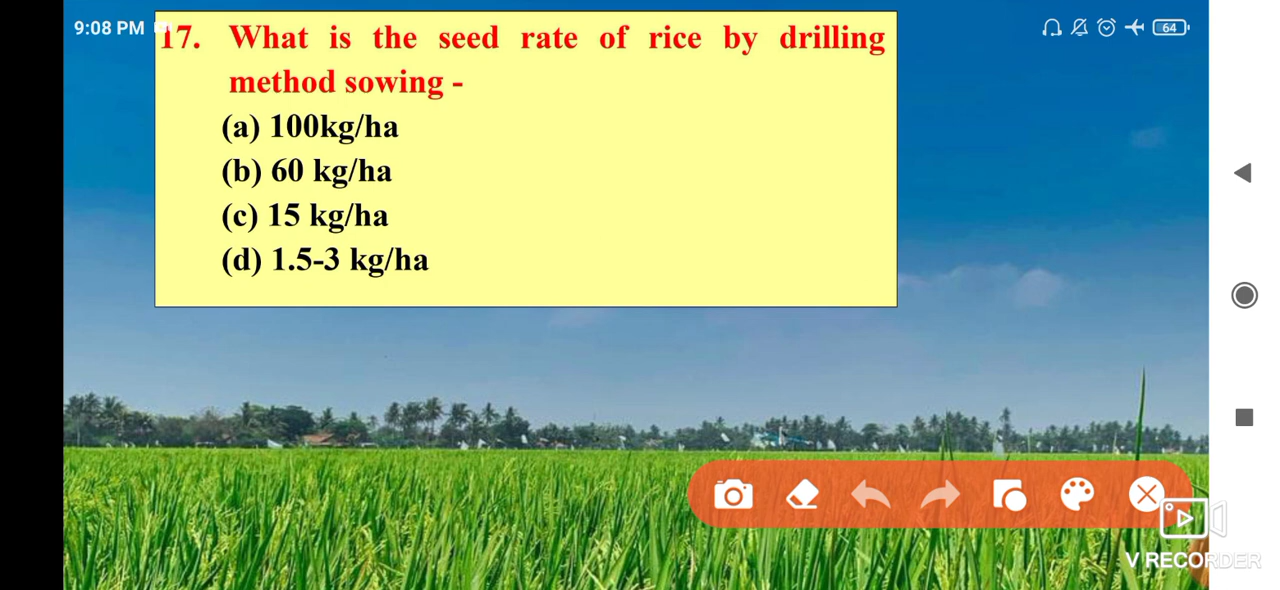 9:08 PM
64
17. What is the seed rate of rice by drilling
method sowing -
(a) 100kg/ha
(b) 60 kg/ha
(c) 15 kg/ha
(d) 1.5-3 kg/ha
V RECORDER